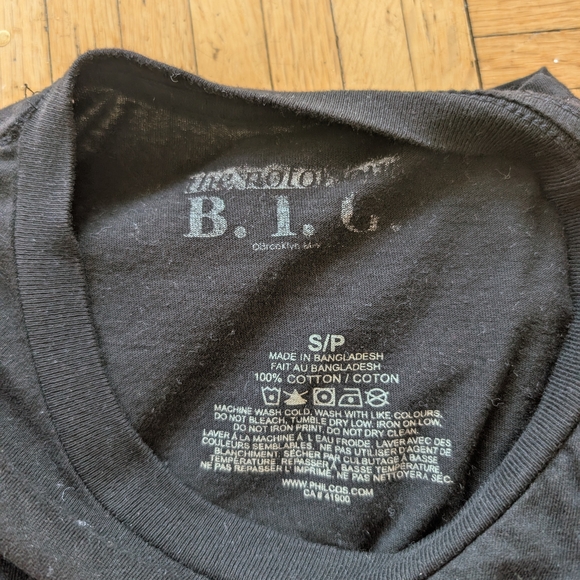 the notorious
B. I. G.
©Brooklyn
S/P
MADE IN BANGLADESH
FAIT AU BANGLADESH
100% COTTON / COTON
MACHINE WASH COLD, WASH WITH LIKE COLOURS,
DO NOT BLEACH, TUMBLE DRY LOW. IRON ON LOW,
DO NOT IRON PRINT, DO NOT DRY CLEAN.
LAVER À LA MACHINE À L'EAU FROIDE, LAVER AVEC DES
COULEURS SEMBLABLES, NE PAS UTILISER D'AGENT DE
BLANCHIMENT, SÉCHER PAR CULBUTAGE À BASSE
TEMPÉRATURE, REPASSER À BASSE TEMPÉRATURE,
NE PAS REPASSER L'IMPRIMÉ, NE PAS NETTOYER À SEC.
WWW.PHILCOS.COM
CA # 41900